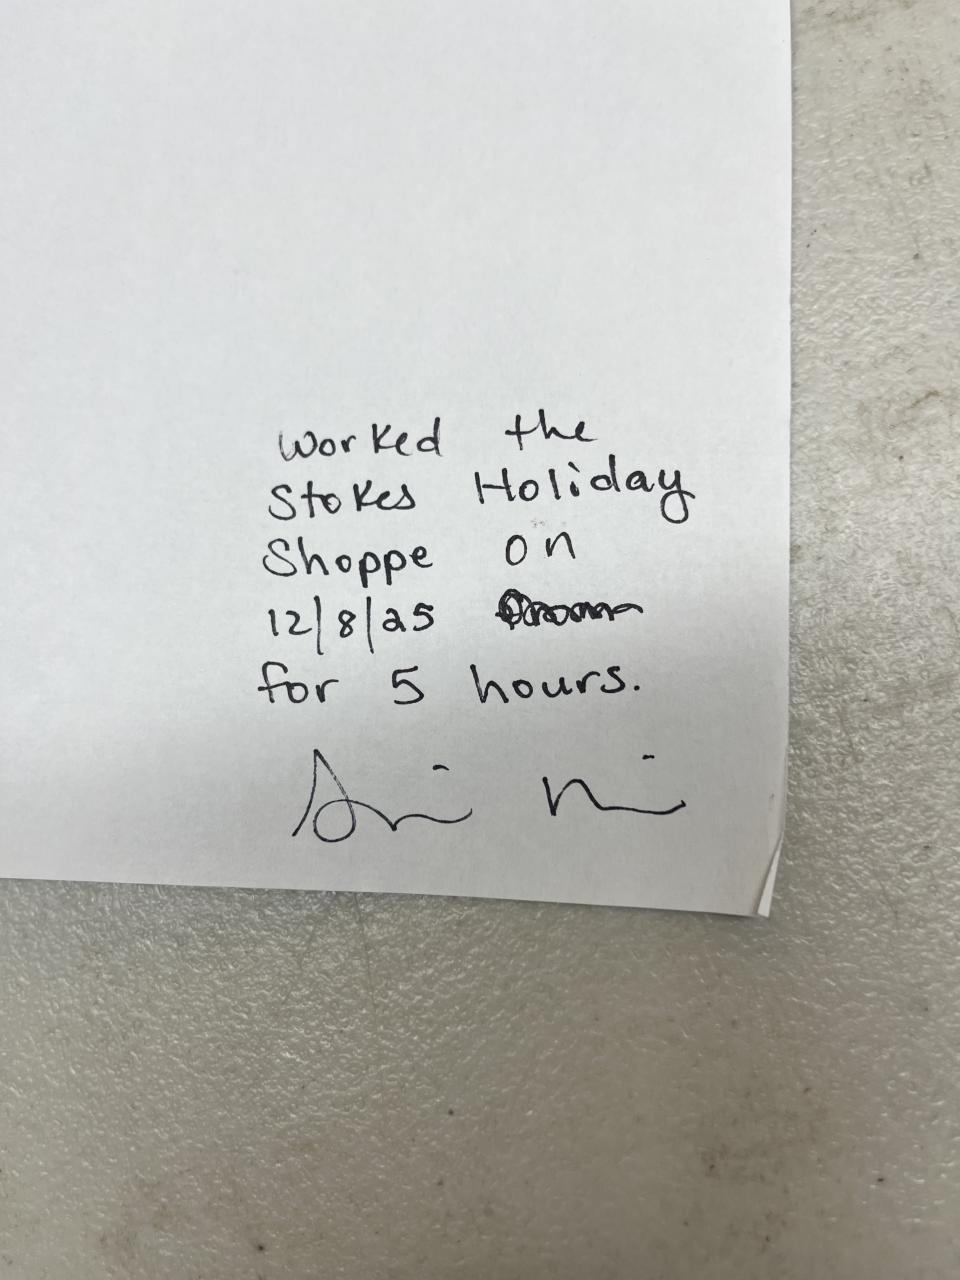 Worked the
Stokes Holiday
Shoppe on
12/8/25
for 5 hours.